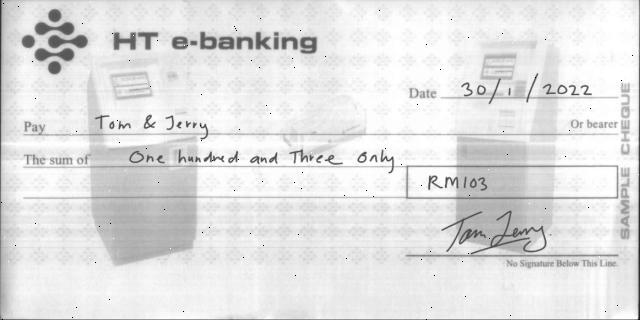 HT e-banking
Date 30/1/2022
Pay Tom & Jerry Or bearer
The sum of One hundred and Three Only
RM103
Tom Jerry
No Signature Below This Line.
SAMPLE CHEQUE